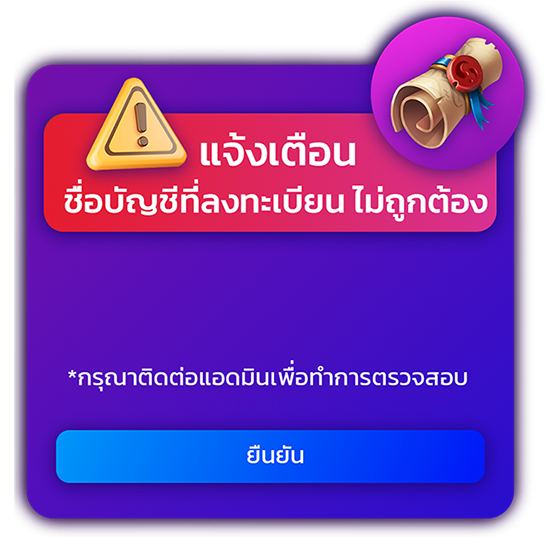 แจ้งเตือน
ชื่อบัญชีที่ลงทะเบียน ไม่ถูกต้อง
*กรุณาติดต่อแอดมินเพื่อทำการตรวจสอบ
ยืนยัน